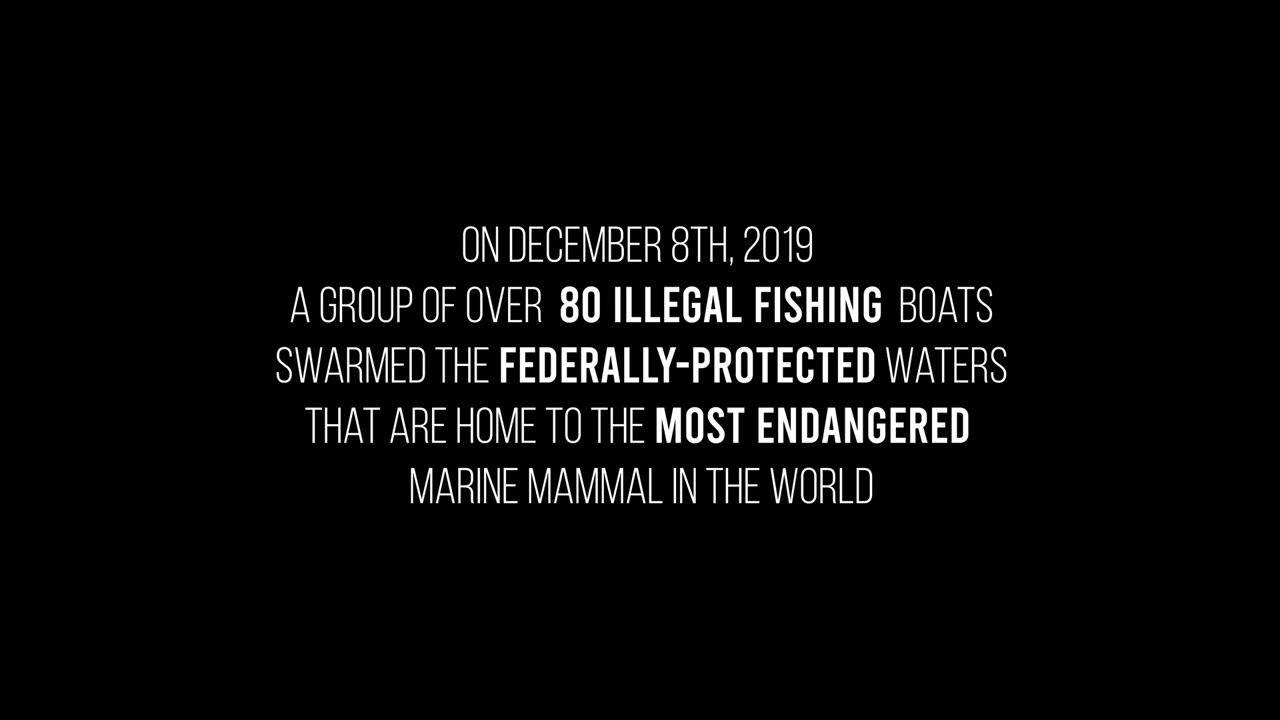 ON DECEMBER 8TH, 2019
A GROUP OF OVER 80 ILLEGAL FISHING BOATS
SWARMED THE FEDERALLY-PROTECTED WATERS
THAT ARE HOME TO THE MOST ENDANGERED
MARINE MAMMAL IN THE WORLD